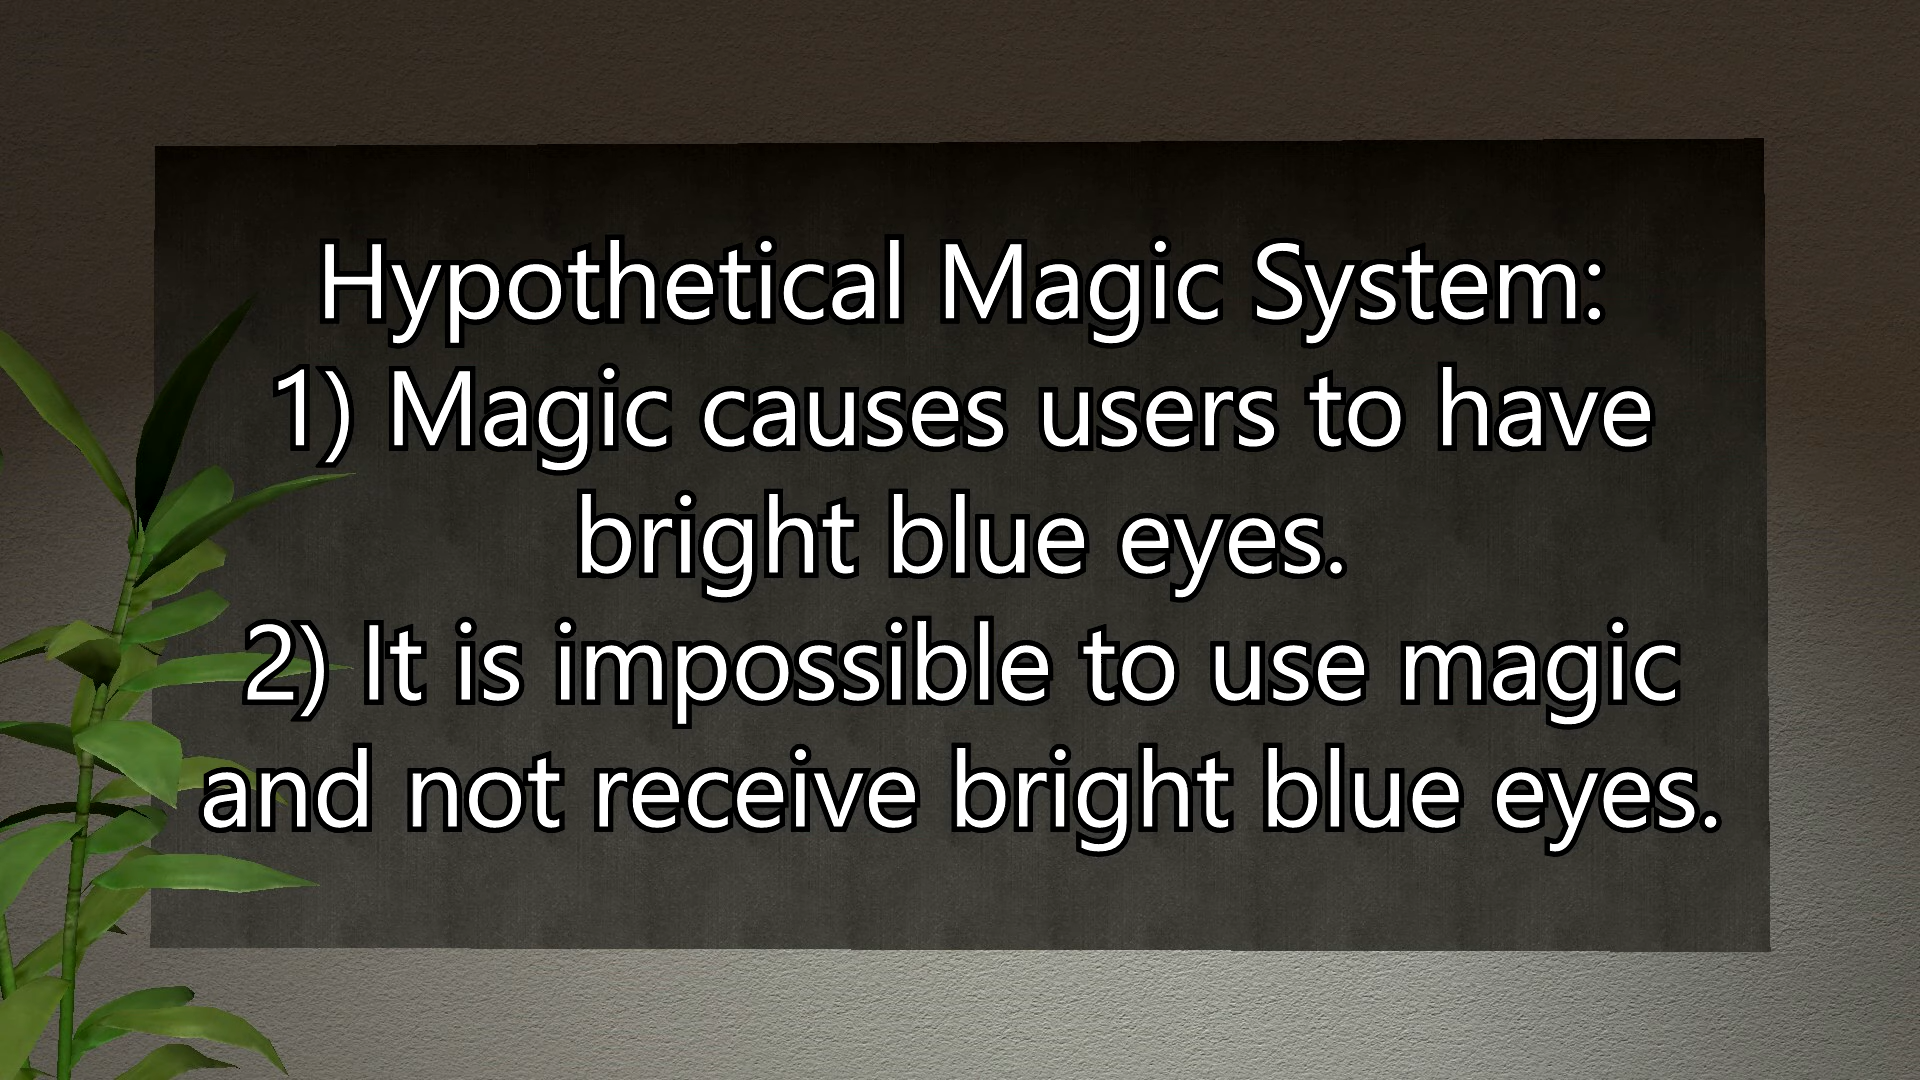 Hypothetical Magic System:
1) Magic causes users to have
bright blue eyes.
2) It is impossible to use magic
and not receive bright blue eyes.